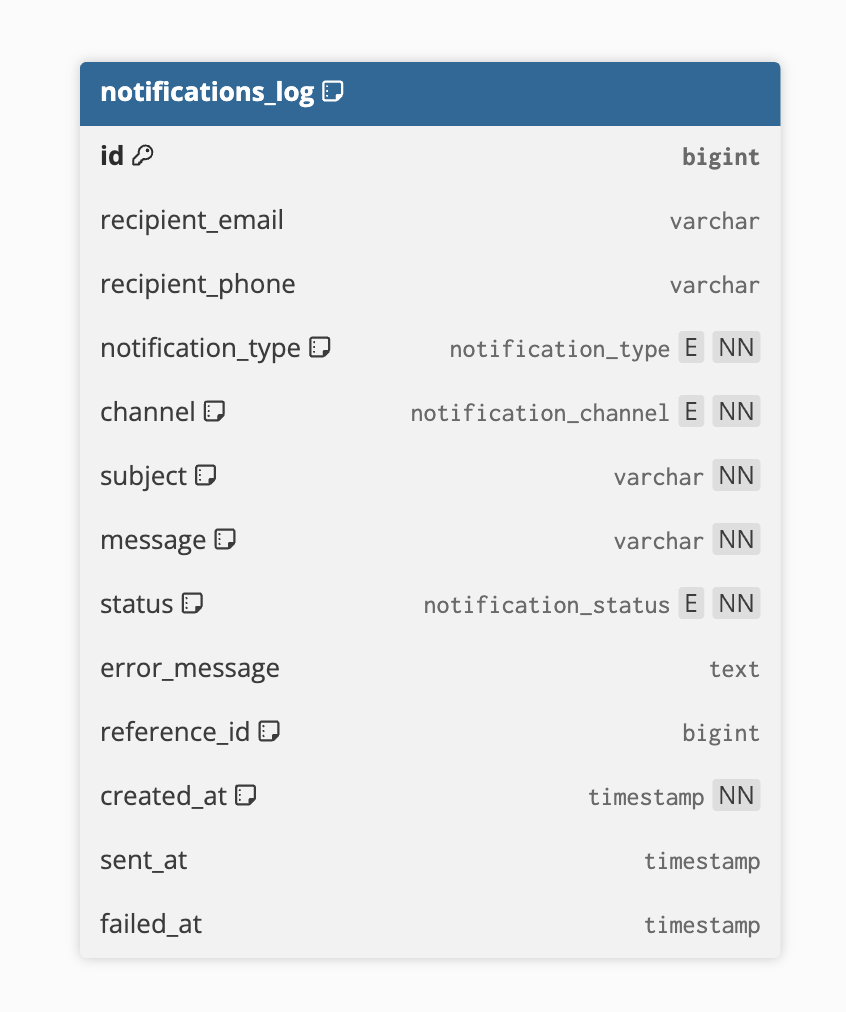 notifications_log
id bigint
recipient_email varchar
recipient_phone varchar
notification_type notification_type E NN
channel notification_channel E NN
subject varchar NN
message varchar NN
status notification_status E NN
error_message text
reference_id bigint
created_at timestamp NN
sent_at timestamp
failed_at timestamp